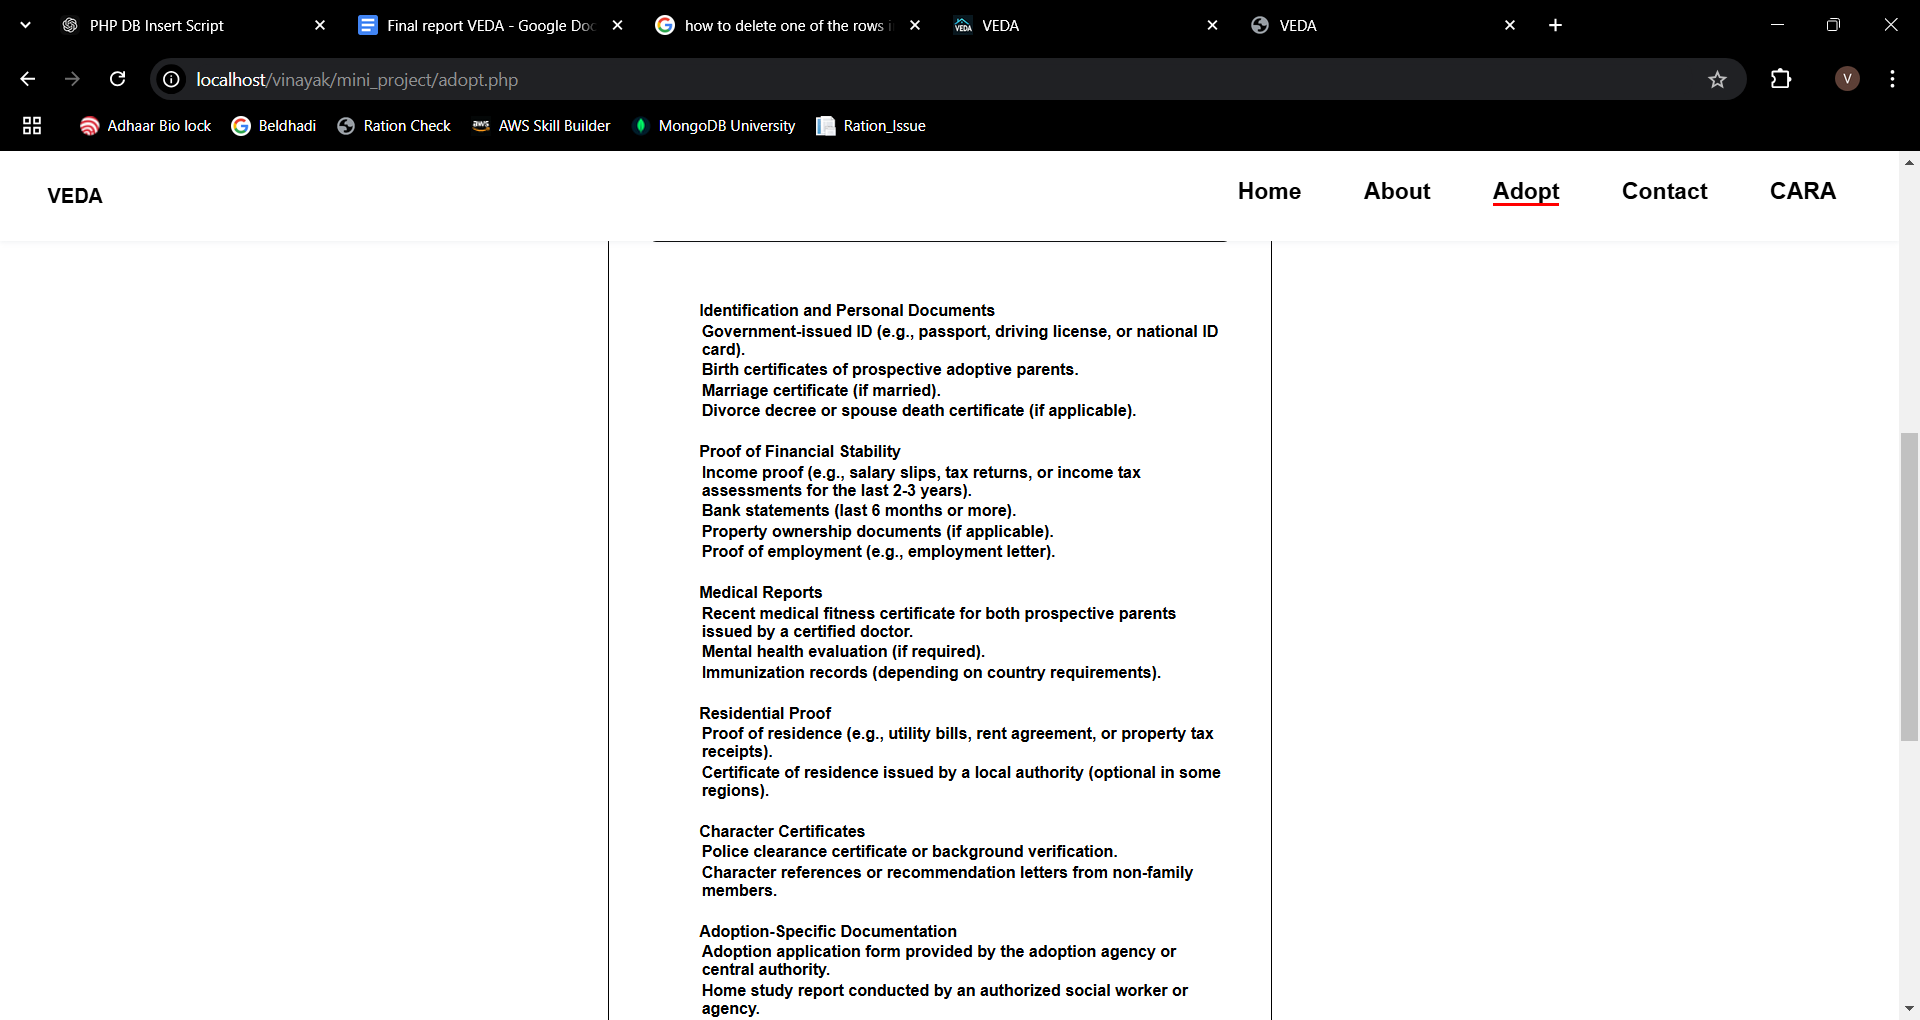 PHP DB Insert Script
Final report VEDA - Google Doc
how to delete one of the rows i
VEDA
VEDA
localhost/vinayak/mini_project/adopt.php
V
Adhaar Bio lock
Beldhadi
Ration Check
aws
AWS Skill Builder
MongoDB University
Ration_Issue
VEDA
Home
About
Adopt
Contact
CARA
Identification and Personal Documents
Government-issued ID (e.g., passport, driving license, or national ID
card).
Birth certificates of prospective adoptive parents.
Marriage certificate (if married).
Divorce decree or spouse death certificate (if applicable).
Proof of Financial Stability
Income proof (e.g., salary slips, tax returns, or income tax
assessments for the last 2-3 years).
Bank statements (last 6 months or more).
Property ownership documents (if applicable).
Proof of employment (e.g., employment letter).
Medical Reports
Recent medical fitness certificate for both prospective parents
issued by a certified doctor.
Mental health evaluation (if required).
Immunization records (depending on country requirements).
Residential Proof
Proof of residence (e.g., utility bills, rent agreement, or property tax
receipts).
Certificate of residence issued by a local authority (optional in some
regions).
Character Certificates
Police clearance certificate or background verification.
Character references or recommendation letters from non-family
members.
Adoption-Specific Documentation
Adoption application form provided by the adoption agency or
central authority.
Home study report conducted by an authorized social worker or
agency.